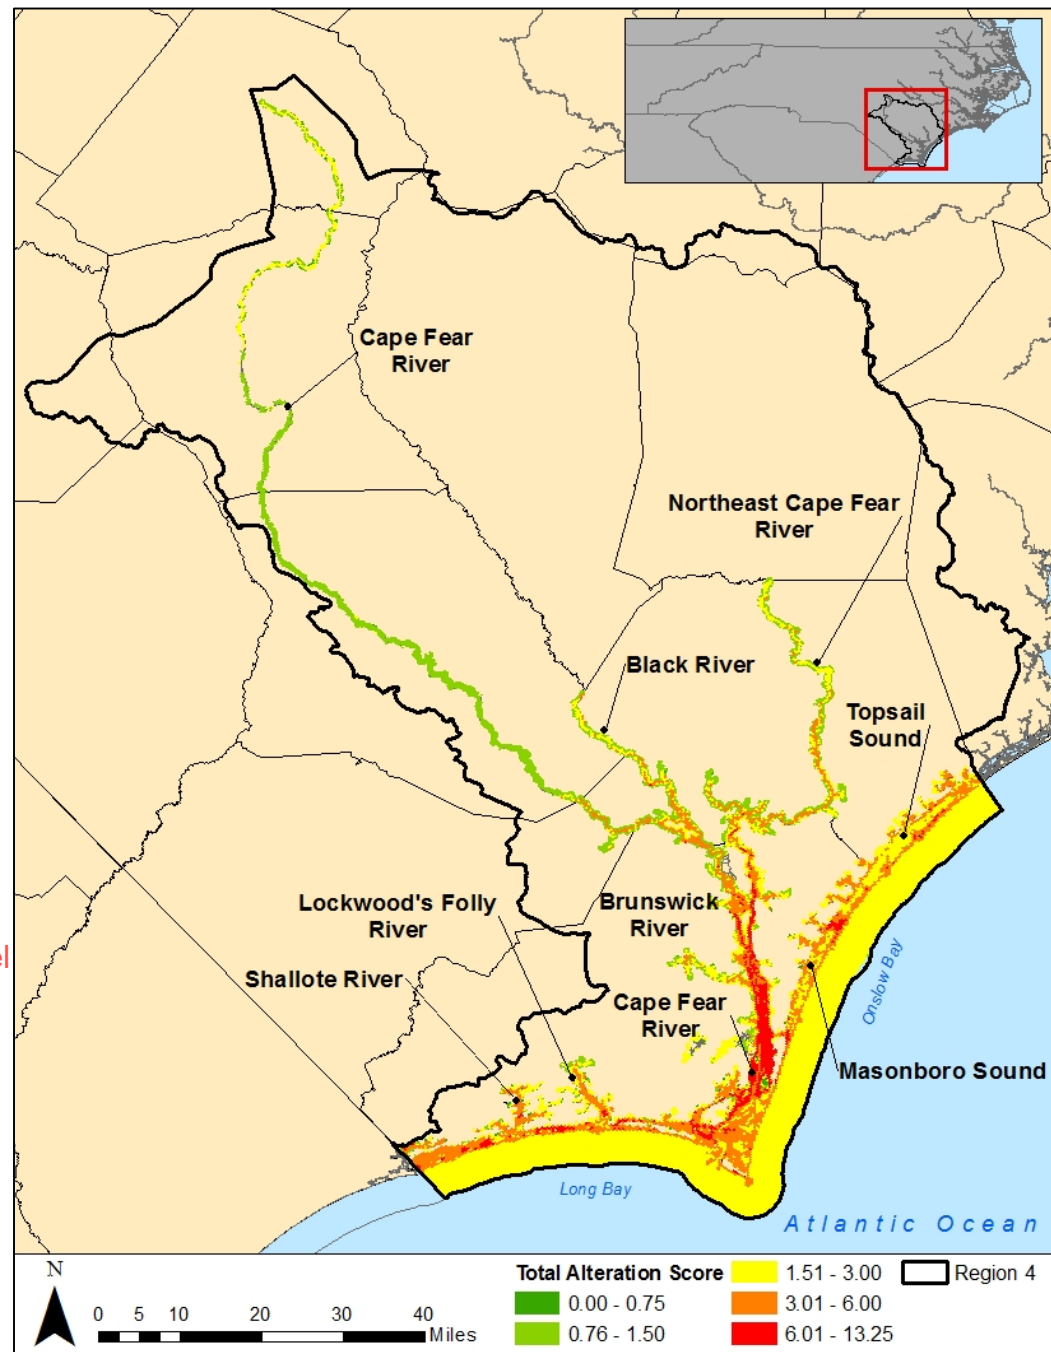 Cape Fear
River
Northeast Cape Fear
River
Black River
Topsail
Sound
Lockwood's Folly
River
Brunswick
River
el
Shallote River
Cape Fear
River
Onslow Bay
Masonboro Sound
Long Bay
Atlantic Ocean
N
0 5 10 20 30 40
Miles
Total Alteration Score
0.00 - 0.75
0.76 - 1.50
1.51 - 3.00
3.01 - 6.00
6.01 - 13.25
Region 4